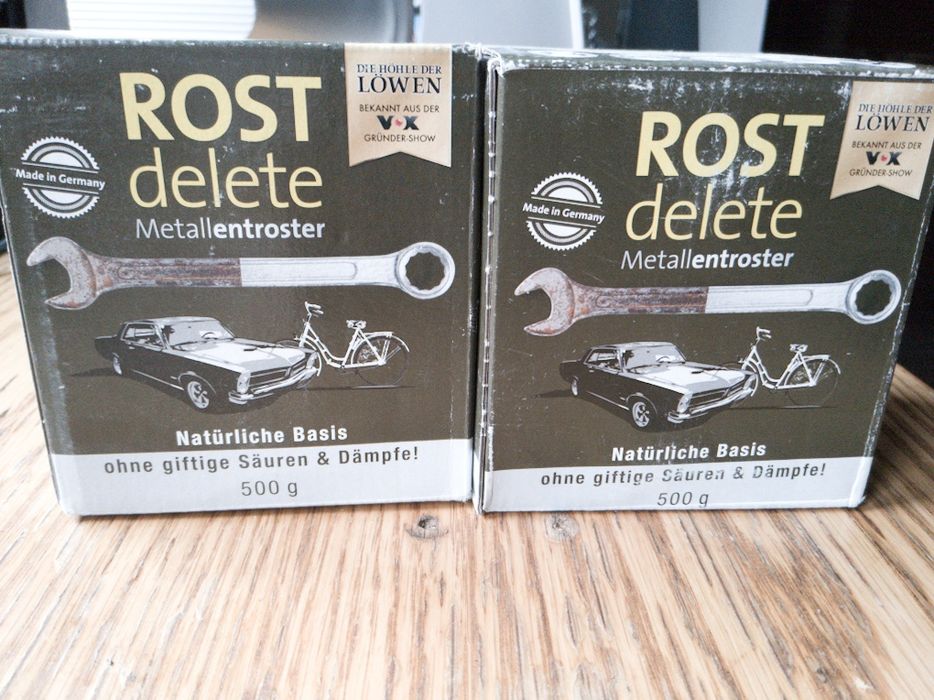 DIE HÖHLE DER
LÖWEN
BEKANNT AUS DER
VOX
GRÜNDER-SHOW
ROST
delete
Metallentroster
Made in Germany
Natürliche Basis
ohne giftige Säuren & Dämpfe!
500 g
DIE HÖHLE DER
LÖWEN
BEKANNT AUS DER
VOX
GRÜNDER-SHOW
ROST
delete
Metallentroster
Made in Germany
Natürliche Basis
ohne giftige Säuren & Dämpfe!
500 g